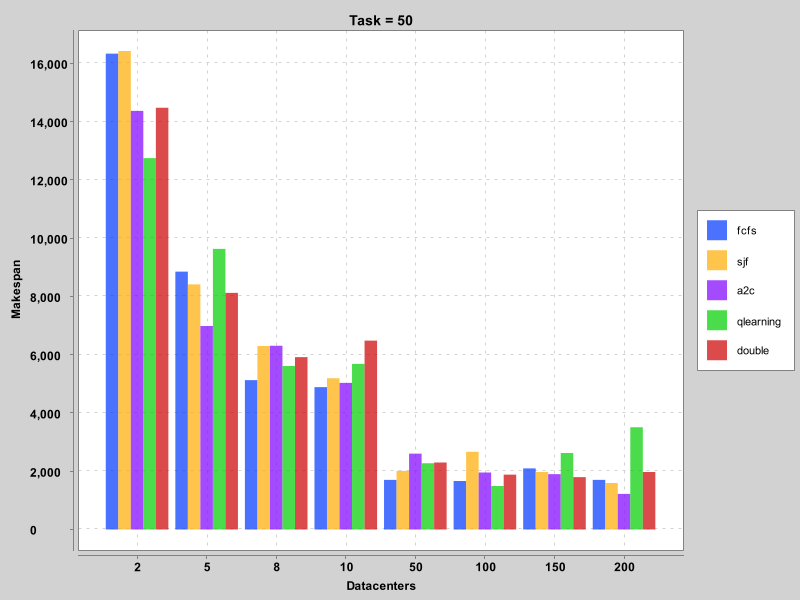 Task = 50
Makespan
16,000
14,000
12,000
10,000
8,000
6,000
4,000
2,000
0
2 5 8 10 50 100 150 200
Datacenters
fcfs
sjf
a2c
qlearning
double